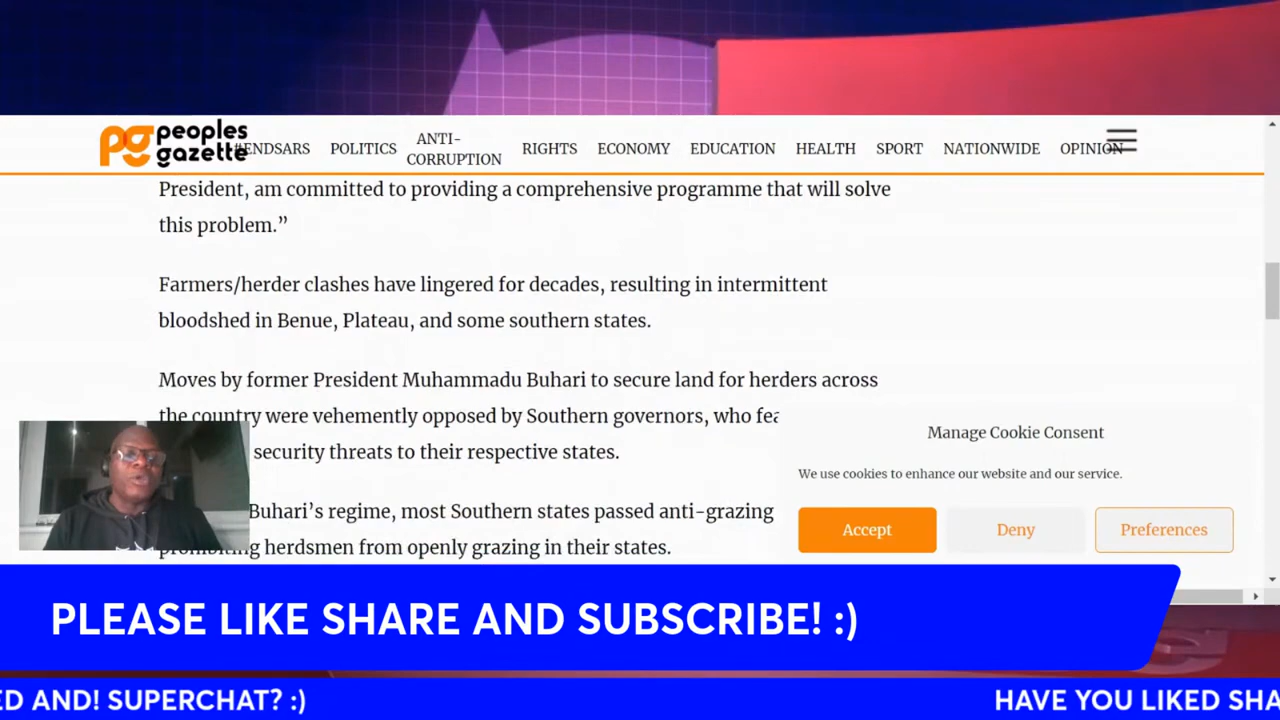 peoples
gazette
#ENDSARS POLITICS ANTI-CORRUPTION RIGHTS ECONOMY EDUCATION HEALTH SPORT NATIONWIDE OPINION
President, am committed to providing a comprehensive programme that will solve
this problem.”
Farmers/herder clashes have lingered for decades, resulting in intermittent
bloodshed in Benue, Plateau, and some southern states.
Moves by former President Muhammadu Buhari to secure land for herders across
the country were vehemently opposed by Southern governors, who
security threats to their respective states.
Buhari’s regime, most Southern states passed anti-grazing
prohibiting herdsmen from openly grazing in their states.
Manage Cookie Consent
We use cookies to enhance our website and our service.
Accept Deny Preferences
PLEASE LIKE SHARE AND SUBSCRIBE! :)
ED AND! SUPERCHAT? :) HAVE YOU LIKED SHA